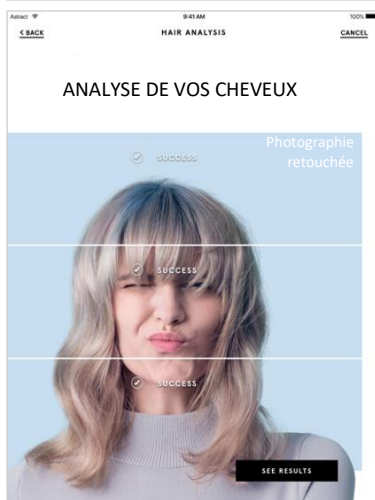 9:41 AM 100%
< BACK HAIR ANALYSIS CANCEL
ANALYSE DE VOS CHEVEUX
Photographie
retouchée
SUCCESS
SUCCESS
SUCCESS
SEE RESULTS